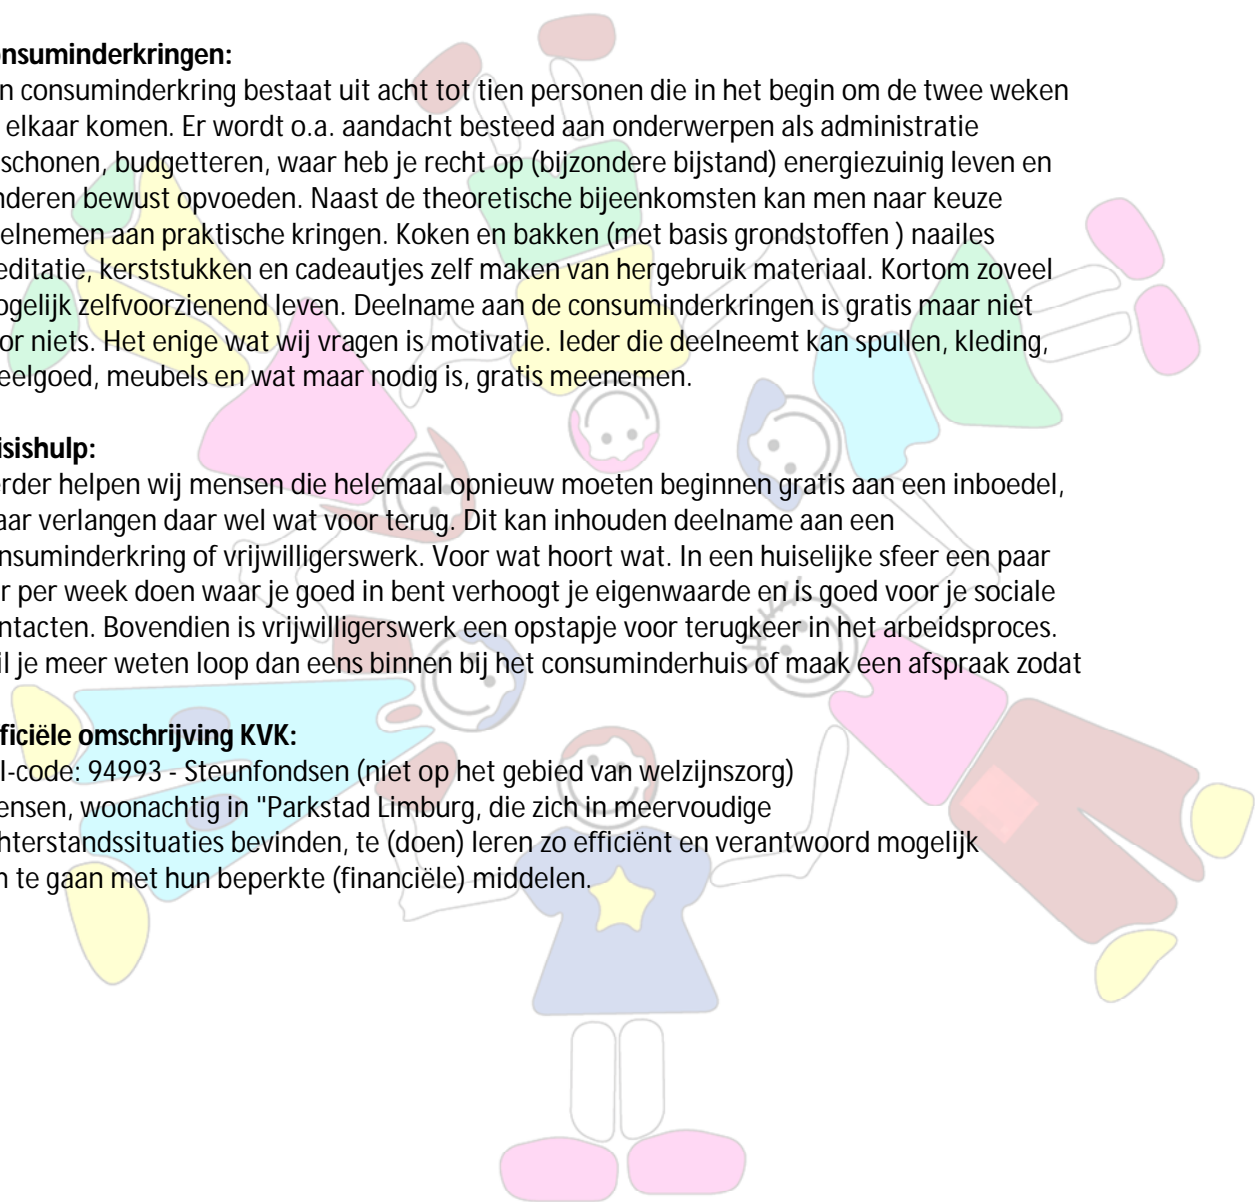 nsuminderkringen:
n consuminderkring bestaat uit acht tot tien personen die in het begin om de twee weken
elkaar komen. Er wordt o.a. aandacht besteed aan onderwerpen als administratie
schonen, budgetteren, waar heb je recht op (bijzondere bijstand) energiezuinig leven en
nderen bewust opvoeden. Naast de theoretische bijeenkomsten kan men naar keuze
elnemen aan praktische kringen. Koken en bakken (met basis grondstoffen ) naailes
editatie, kerststukken en cadeautjes zelf maken van hergebruik materiaal. Kortom zoveel
ogelijk zelfvoorzienend leven. Deelname aan de consuminderkringen is gratis maar niet
or niets. Het enige wat wij vragen is motivatie. Ieder die deelneemt kan spullen, kleding,
eelgoed, meubels en wat maar nodig is, gratis meenemen.
isishulp:
rder helpen wij mensen die helemaal opnieuw moeten beginnen gratis aan een inboedel,
aar verlangen daar wel wat voor terug. Dit kan inhouden deelname aan een
nsuminderkring of vrijwilligerswerk. Voor wat hoort wat. In een huiselijke sfeer een paar
r per week doen waar je goed in bent verhoogt je eigenwaarde en is goed voor je sociale
ntacten. Bovendien is vrijwilligerswerk een opstapje voor terugkeer in het arbeidsproces.
il je meer weten loop dan eens binnen bij het consuminderhuis of maak een afspraak zodat
ficiële omschrijving KVK:
I-code: 94993 - Steunfondsen (niet op het gebied van welzijnszorg)
ensen, woonachtig in "Parkstad Limburg, die zich in meervoudige
hterstandssituaties bevinden, te (doen) leren zo efficiënt en verantwoord mogelijk
n te gaan met hun beperkte (financiële) middelen.